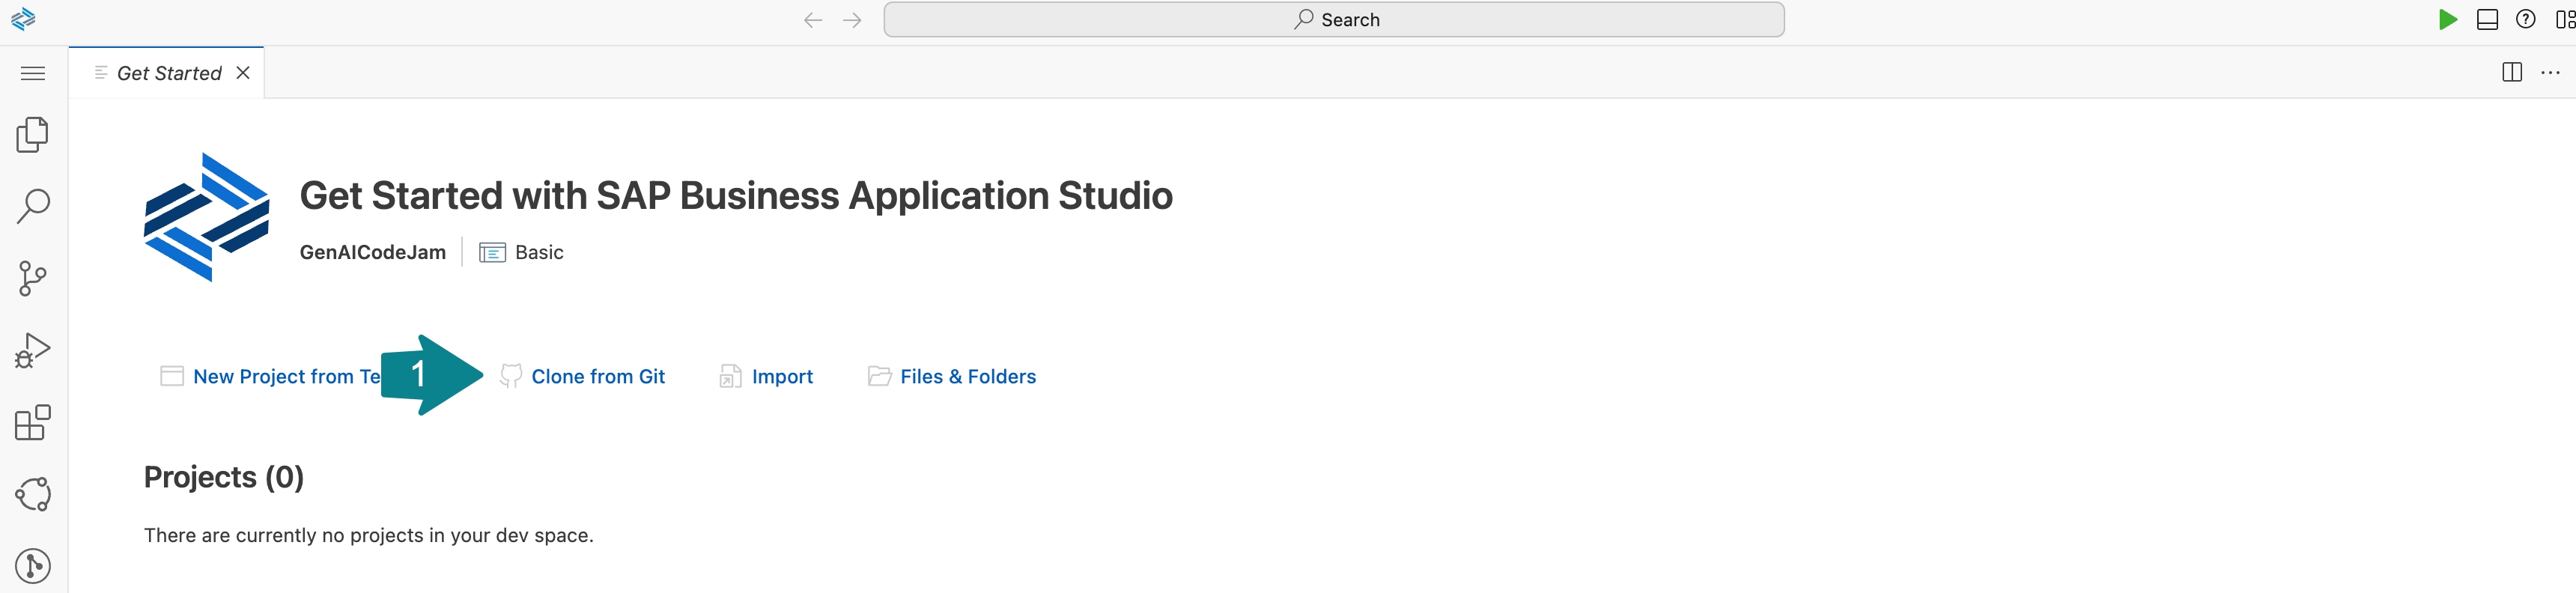 Search
Get Started
Get Started with SAP Business Application Studio
GenAICodeJam Basic
New Project from Te 1 Clone from Git Import Files & Folders
Projects (0)
There are currently no projects in your dev space.